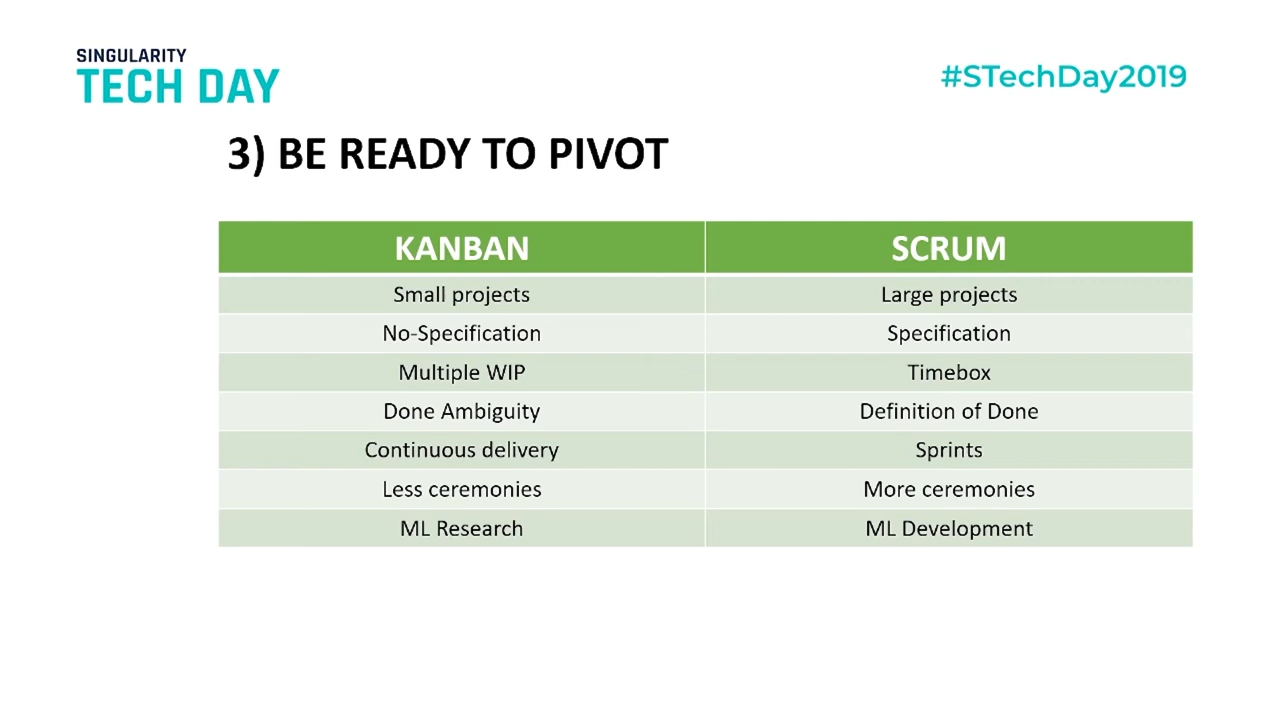 SINGULARITY
TECH DAY
#STechDay2019
3) BE READY TO PIVOT
KANBAN SCRUM
Small projects Large projects
No-Specification Specification
Multiple WIP Timebox
Done Ambiguity Definition of Done
Continuous delivery Sprints
Less ceremonies More ceremonies
ML Research ML Development